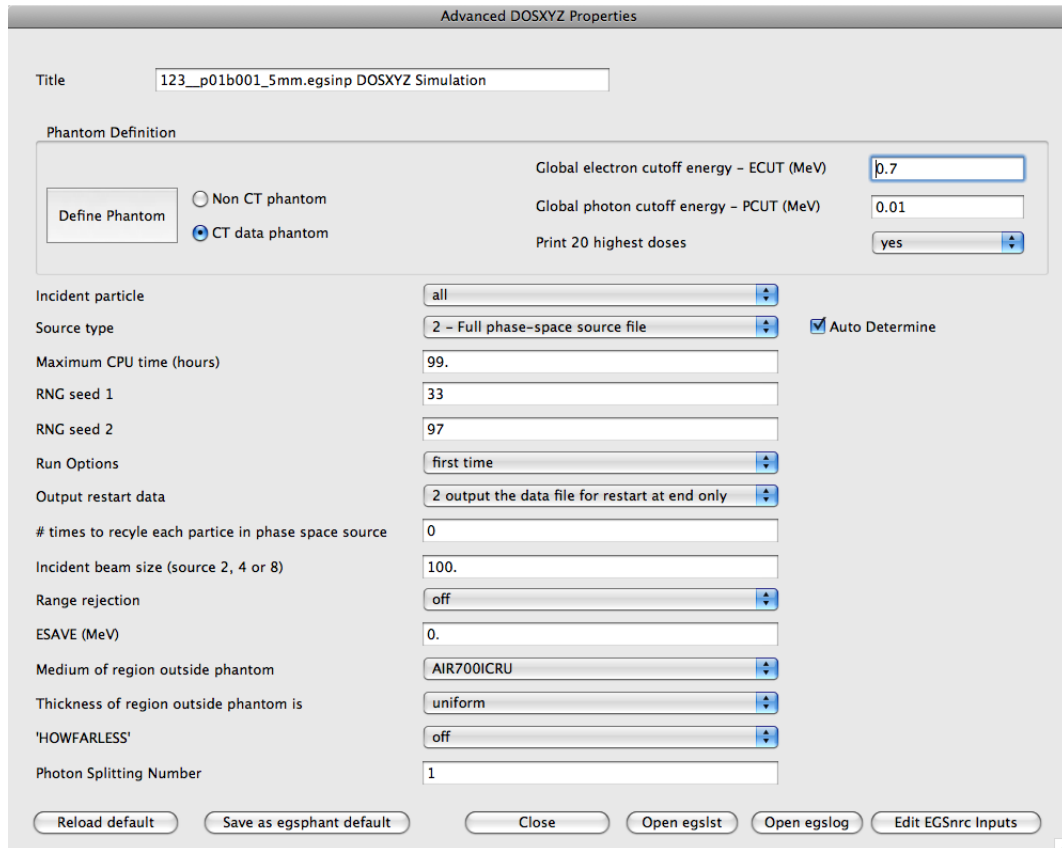 Advanced DOSXYZ Properties
Title 123__p01b001_5mm.egsinp DOSXYZ Simulation
Phantom Definition
Define Phantom
Non CT phantom
CT data phantom
Global electron cutoff energy - ECUT (MeV) 0.7
Global photon cutoff energy - PCUT (MeV) 0.01
Print 20 highest doses yes
Incident particle all
Source type 2 - Full phase-space source file Auto Determine
Maximum CPU time (hours) 99.
RNG seed 1 33
RNG seed 2 97
Run Options first time
Output restart data 2 output the data file for restart at end only
# times to recyle each partice in phase space source 0
Incident beam size (source 2, 4 or 8) 100.
Range rejection off
ESAVE (MeV) 0.
Medium of region outside phantom AIR700ICRU
Thickness of region outside phantom is uniform
'HOWFARLESS' off
Photon Splitting Number 1
Reload default Save as egsphant default Close Open egslst Open egslog Edit EGSnrc Inputs